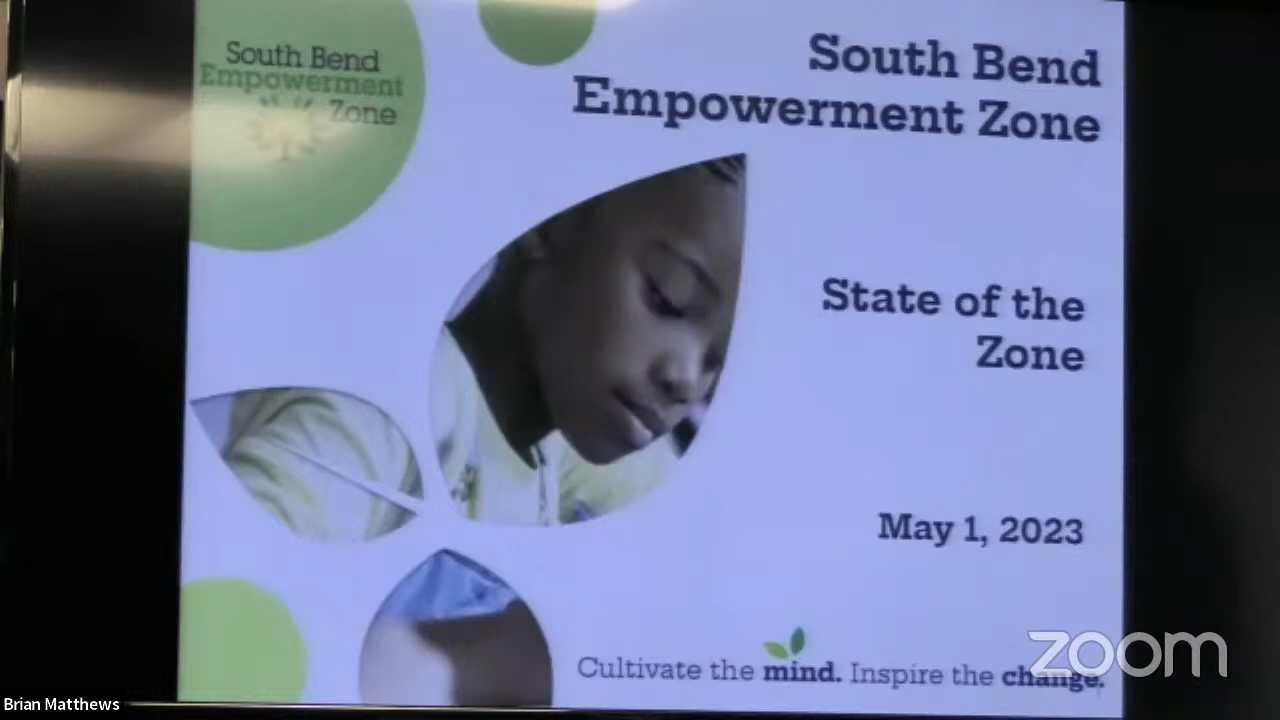 South Bend
Empowerment
Zone
South Bend
Empowerment Zone
State of the
Zone
May 1, 2023
Cultivate the mind. Inspire the change.
zoom
Brian Matthews